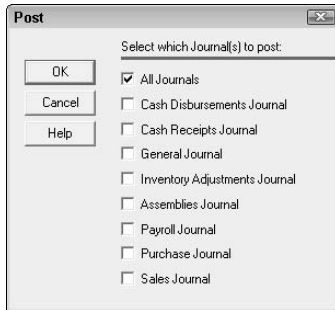 Post
Select which Journal(s) to post:
OK
All Journals
Cancel
Cash Disbursements Journal
Help
Cash Receipts Journal
General Journal
Inventory Adjustments Journal
Assemblies Journal
Payroll Journal
Purchase Journal
Sales Journal